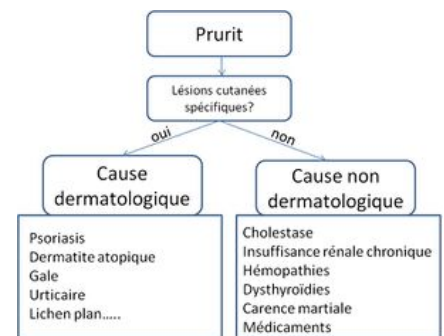 Prurit
Lésions cutanées
spécifiques?
oui
non
Cause
dermatologique
Cause non
dermatologique
Psoriasis
Dermatite atopique
Gale
Urticaire
Lichen plan.....
Cholestase
Insuffisance rénale chronique
Hémopathies
Dysthyroïdies
Carence martiale
Médicaments